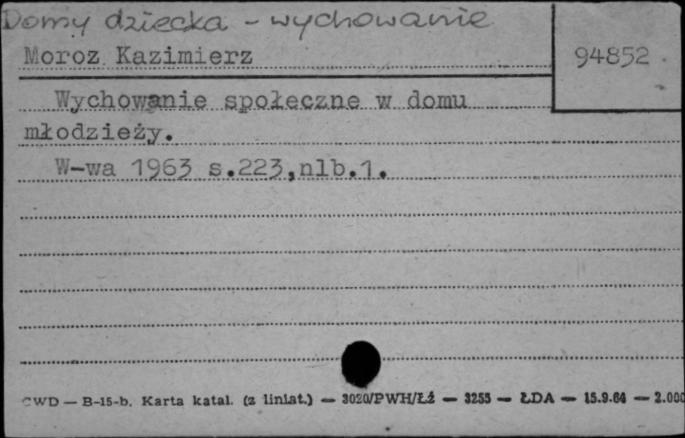 Domy dziecka - wychowanie
Moroz Kazimierz
94852
Wychowanie społeczne w domu
młodzieży.
W-wa 1963 s.223,nlb.1.
CWD — B-15-b. Karta katal. (z liniat.) — 3020/PWH/Łź — 3255 — ŁDA — 15.9.64 — 2.000